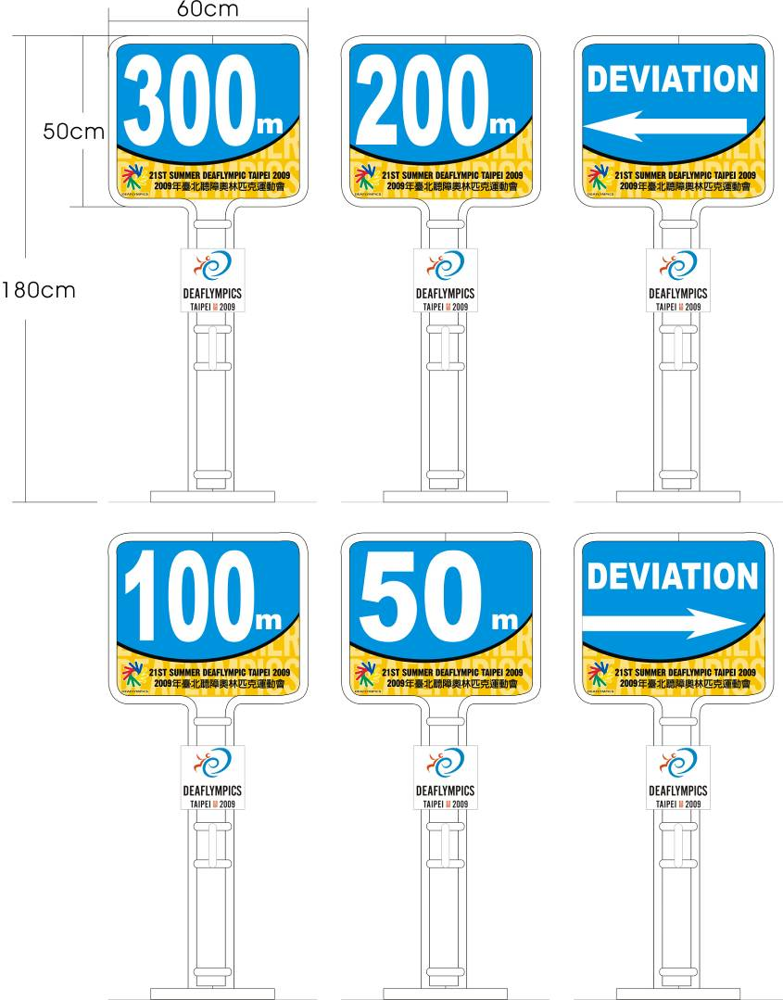 60cm
50cm
180cm
300m
21ST SUMMER DEAFLYMPIC TAIPEI 2009
2009年臺北聽障奧林匹克運動會
DEAFLYMPICS
DEAFLYMPICS
TAIPEI 2009
200m
21ST SUMMER DEAFLYMPIC TAIPEI 2009
2009年臺北聽障奧林匹克運動會
DEAFLYMPICS
DEAFLYMPICS
TAIPEI 2009
DEVIATION
21ST SUMMER DEAFLYMPIC TAIPEI 2009
2009年臺北聽障奧林匹克運動會
DEAFLYMPICS
DEAFLYMPICS
TAIPEI 2009
100m
21ST SUMMER DEAFLYMPIC TAIPEI 2009
2009年臺北聽障奧林匹克運動會
DEAFLYMPICS
DEAFLYMPICS
TAIPEI 2009
50m
21ST SUMMER DEAFLYMPIC TAIPEI 2009
2009年臺北聽障奧林匹克運動會
DEAFLYMPICS
DEAFLYMPICS
TAIPEI 2009
DEVIATION
21ST SUMMER DEAFLYMPIC TAIPEI 2009
2009年臺北聽障奧林匹克運動會
DEAFLYMPICS
DEAFLYMPICS
TAIPEI 2009